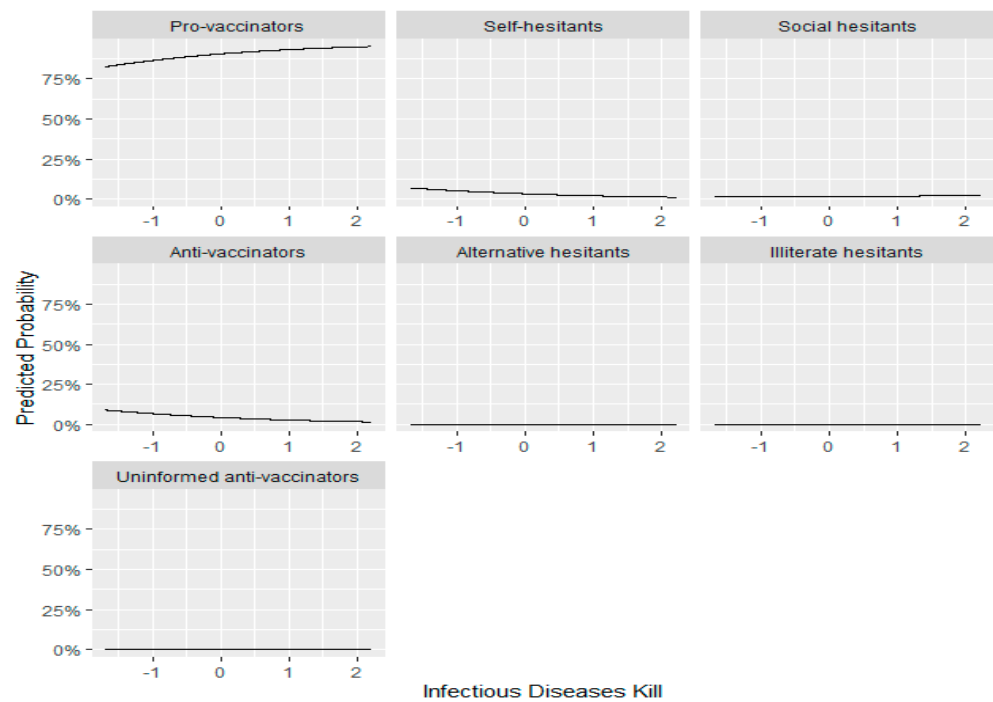 Pro-vaccinators Self-hesitants Social hesitants
75%
50%
25%
0%
-1 0 1 2 -1 0 1 2 -1 0 1 2
Anti-vaccinators Alternative hesitants Illiterate hesitants
75%
50%
25%
0%
-1 0 1 2 -1 0 1 2 -1 0 1 2
Uninformed anti-vaccinators
75%
50%
25%
0%
-1 0 1 2
Predicted Probability
Infectious Diseases Kill